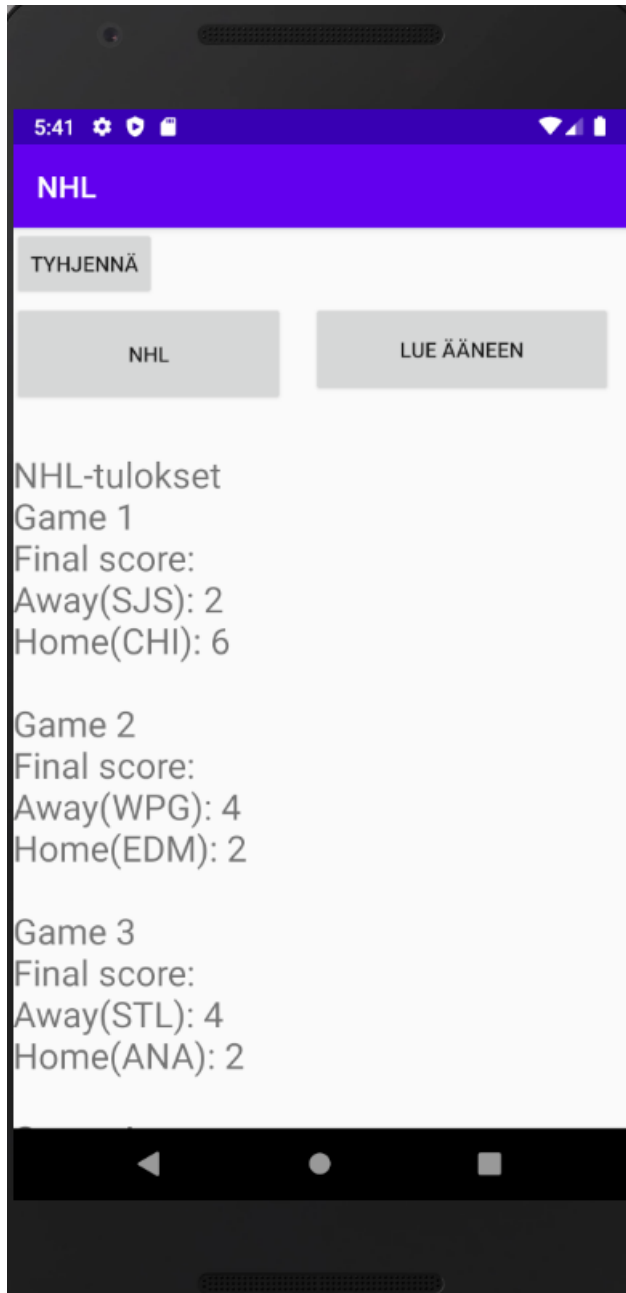 5:41
NHL
TYHJENNÄ
NHL
LUE ÄÄNEEN
NHL-tulokset
Game 1
Final score:
Away(SJS): 2
Home(CHI): 6
Game 2
Final score:
Away(WPG): 4
Home(EDM): 2
Game 3
Final score:
Away(STL): 4
Home(ANA): 2